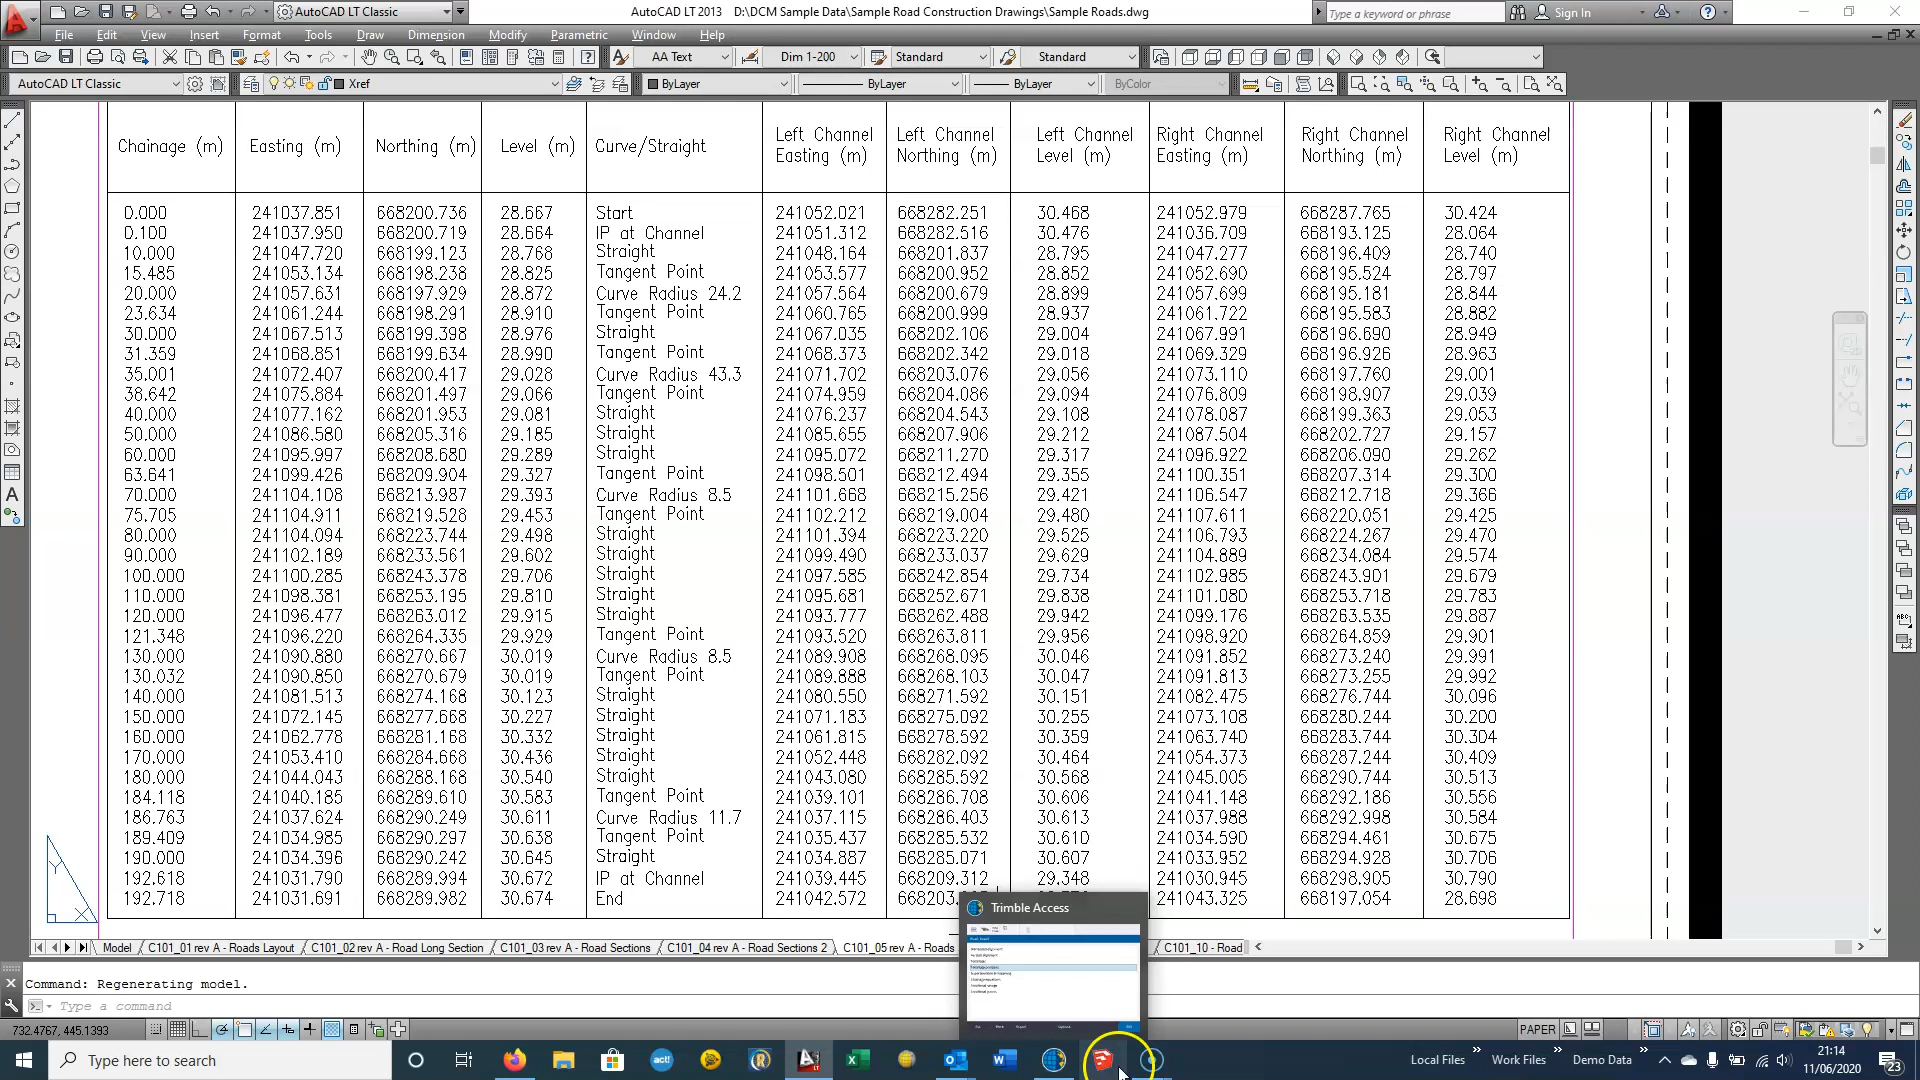 AutoCAD LT Classic
AutoCAD LT 2013 D:\DCM Sample Data\Sample Road Construction Drawings\Sample Roads.dwg
Type a keyword or phrase
Sign In
File Edit View Insert Format Tools Draw Dimension Modify Parametric Window Help
AA Text Dim 1-200 Standard Standard
AutoCAD LT Classic Xref ByLayer ByLayer ByLayer ByColor
Chainage (m) Easting (m) Northing (m) Level (m) Curve/Straight Left Channel Easting (m) Left Channel Northing (m) Left Channel Level (m) Right Channel Easting (m) Right Channel Northing (m) Right Channel Level (m)
0.000 241037.851 668200.736 28.667 Start 241052.021 668282.251 30.468 241052.979 668287.765 30.424
0.100 241037.950 668200.719 28.664 IP at Channel 241051.312 668282.516 30.476 241036.709 668193.125 28.064
10.000 241047.720 668199.123 28.768 Straight 241048.164 668201.837 28.795 241047.277 668196.409 28.740
15.485 241053.134 668198.238 28.825 Tangent Point 241053.577 668200.952 28.852 241052.690 668195.524 28.797
20.000 241057.631 668197.929 28.872 Curve Radius 24.2 241057.564 668200.679 28.899 241057.699 668195.181 28.844
23.634 241061.244 668198.291 28.910 Tangent Point 241060.765 668200.999 28.937 241061.722 668195.583 28.882
30.000 241067.513 668199.398 28.976 Straight 241067.035 668202.106 29.004 241067.991 668196.690 28.949
31.359 241068.851 668199.634 28.990 Tangent Point 241068.373 668202.342 29.018 241069.329 668196.926 28.963
35.001 241072.407 668200.417 29.028 Curve Radius 43.3 241071.702 668203.076 29.056 241073.110 668197.760 29.001
38.642 241075.884 668201.497 29.066 Tangent Point 241074.959 668204.086 29.094 241076.809 668198.907 29.039
40.000 241077.162 668201.953 29.081 Straight 241076.237 668204.543 29.108 241078.087 668199.363 29.053
50.000 241086.580 668205.316 29.185 Straight 241085.655 668207.906 29.212 241087.504 668202.727 29.157
60.000 241095.997 668208.680 29.289 Straight 241095.072 668211.270 29.317 241096.922 668206.090 29.262
63.641 241099.426 668209.904 29.327 Tangent Point 241098.501 668212.494 29.355 241100.351 668207.314 29.300
70.000 241104.108 668213.987 29.393 Curve Radius 8.5 241101.668 668215.256 29.421 241106.547 668212.718 29.366
75.705 241104.911 668219.528 29.453 Tangent Point 241102.212 668219.004 29.480 241107.611 668220.051 29.425
80.000 241104.094 668223.744 29.498 Straight 241101.394 668223.220 29.525 241106.793 668224.267 29.470
90.000 241102.189 668233.561 29.602 Straight 241099.490 668233.037 29.629 241104.889 668234.084 29.574
100.000 241100.285 668243.378 29.706 Straight 241097.585 668242.854 29.734 241102.985 668243.901 29.679
110.000 241098.381 668253.195 29.810 Straight 241095.681 668252.671 29.838 241101.080 668253.718 29.783
120.000 241096.477 668263.012 29.915 Straight 241093.777 668262.488 29.942 241099.176 668263.535 29.887
121.348 241096.220 668264.335 29.929 Tangent Point 241093.520 668263.811 29.956 241098.920 668264.859 29.901
130.000 241090.880 668270.667 30.019 Curve Radius 8.5 241089.908 668268.095 30.046 241091.852 668273.240 29.991
130.032 241090.850 668270.679 30.019 Tangent Point 241089.888 668268.103 30.047 241091.813 668273.255 29.992
140.000 241081.513 668274.168 30.123 Straight 241080.550 668271.592 30.151 241082.475 668276.744 30.096
150.000 241072.145 668277.668 30.227 Straight 241071.183 668275.092 30.255 241073.108 668280.244 30.200
160.000 241062.778 668281.168 30.332 Straight 241061.815 668278.592 30.359 241063.740 668283.744 30.304
170.000 241053.410 668284.668 30.436 Straight 241052.448 668282.092 30.464 241054.373 668287.244 30.409
180.000 241044.043 668288.168 30.540 Straight 241043.080 668285.592 30.568 241045.005 668290.744 30.513
184.118 241040.185 668289.610 30.583 Tangent Point 241039.101 668286.708 30.606 241041.148 668292.186 30.556
186.763 241037.624 668290.249 30.611 Curve Radius 11.7 241037.115 668286.403 30.613 241037.988 668292.998 30.584
189.409 241034.985 668290.297 30.638 Tangent Point 241035.437 668285.532 30.610 241034.590 668294.461 30.675
190.000 241034.396 668290.242 30.645 Straight 241034.887 668285.071 30.607 241033.952 668294.928 30.706
192.618 241031.790 668289.994 30.672 IP at Channel 241039.445 668209.312 29.348 241030.945 668298.905 30.790
192.718 241031.691 668289.982 30.674 End 241042.572 668203. 241043.325 668197.054 28.698
Trimble Access
Y
X
Model C101_01 rev A - Roads Layout C101_02 rev A - Road Long Section C101_03 rev A - Road Sections C101_04 rev A - Road Sections 2 C101_05 rev A - Roads C101_10 - Road
Command: Regenerating model.
Type a command
732.4767, 445.1393
PAPER
Type here to search
act!
Local Files Work Files Demo Data
21:14
11/06/2020
23